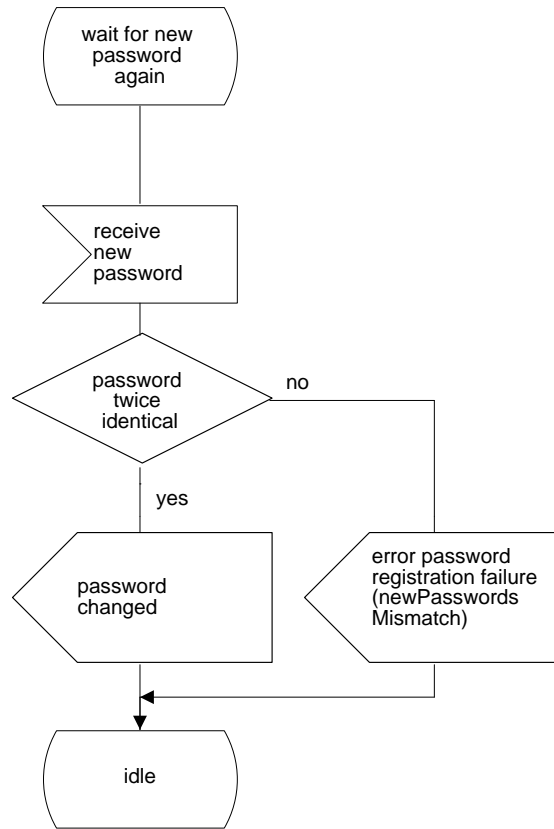 wait for new
password
again
receive
new
password
password
twice
identical
no
yes
password
changed
error password
registration failure
(newPasswords
Mismatch)
idle